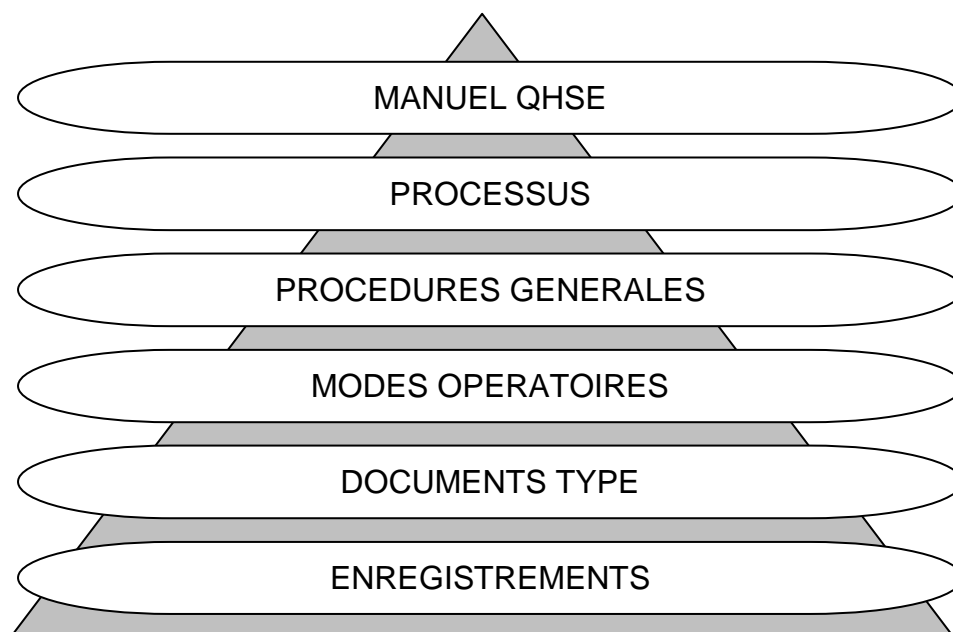 MANUEL QHSE
PROCESSUS
PROCEDURES GENERALES
MODES OPERATOIRES
DOCUMENTS TYPE
ENREGISTREMENTS